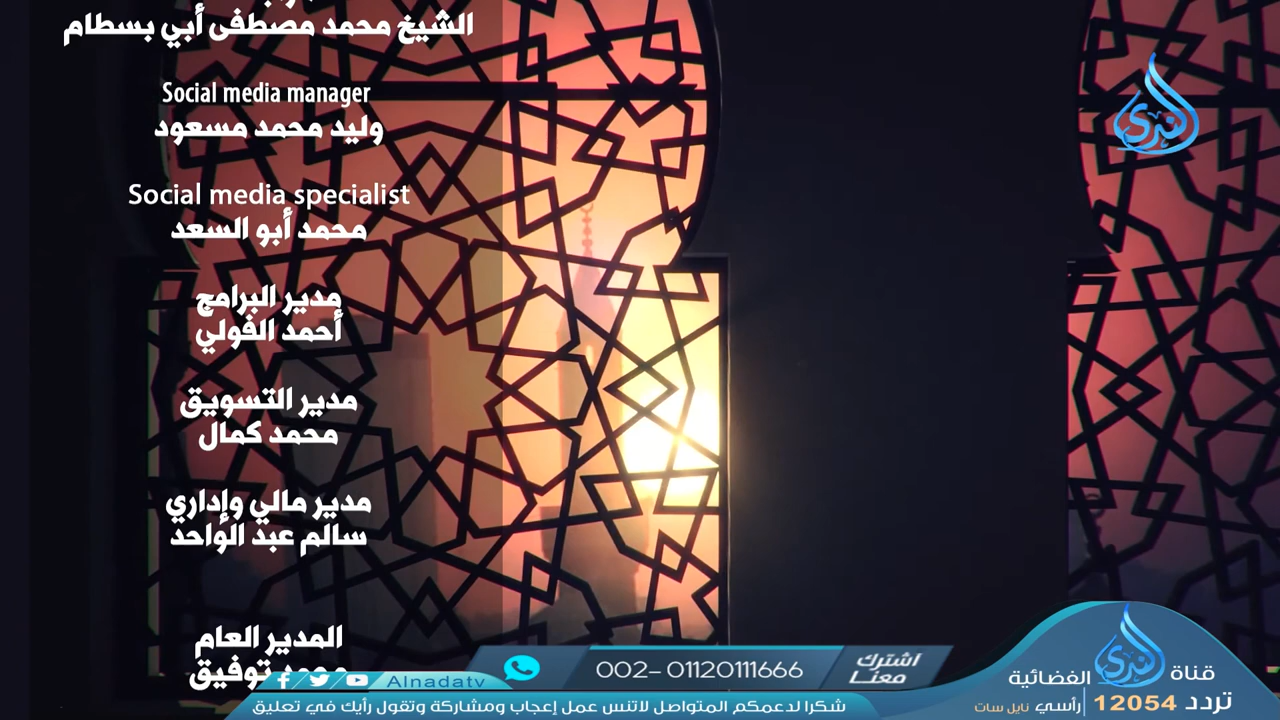 الشيخ محمد مصطفى أبي بسطام
Social media manager
وليد محمد مسعود
Social media specialist
محمد أبو السعد
مدير البرامج
أحمد الفولي
مدير التسويق
محمد كمال
مدير مالي وإداري
سالم عبد الواحد
المدير العام
محمد توفيق
الندى
اشترك معنا
002-01120111666
Alnadatv
شكرا لدعمكم المتواصل لاتنس عمل إعجاب ومشاركة وتقول رأيك في تعليق
قناة الندى الفضائية
تردد 12054 رأسي نايل سات